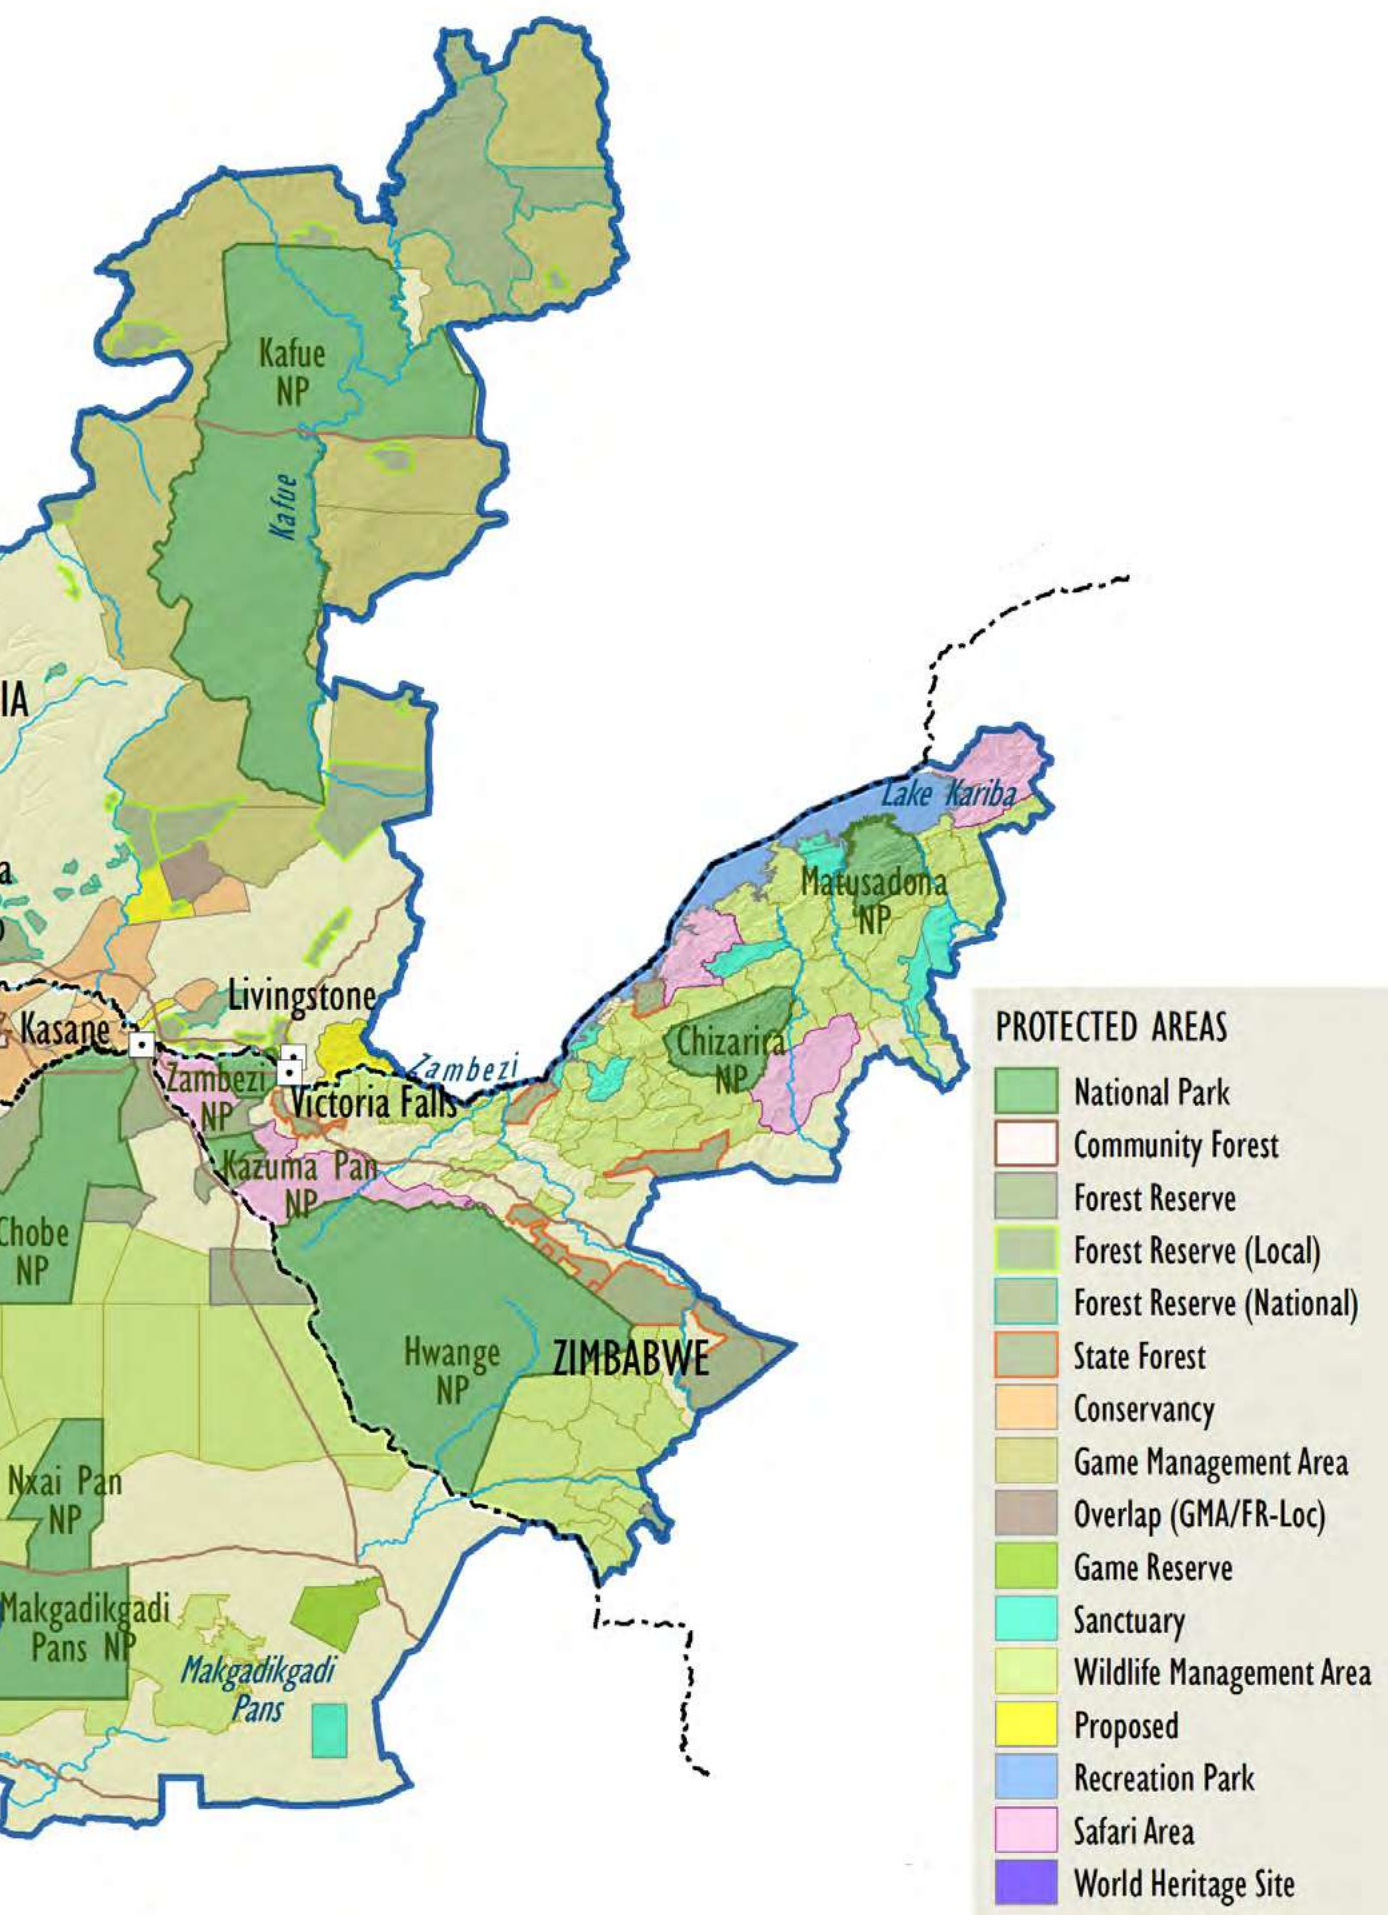 Kafue
NP
Kafue
IA
a
Lake Kariba
Matusadona
NP
Livingstone
Kasane
Zambezi
Chizarira
NP
Zambezi
NP
Victoria Falls
Kazuma Pan
NP
Chobe
NP
Hwange
NP
ZIMBABWE
Nxai Pan
NP
Makgadikgadi
Pans NP
Makgadikgadi
Pans
PROTECTED AREAS
National Park
Community Forest
Forest Reserve
Forest Reserve (Local)
Forest Reserve (National)
State Forest
Conservancy
Game Management Area
Overlap (GMA/FR-Loc)
Game Reserve
Sanctuary
Wildlife Management Area
Proposed
Recreation Park
Safari Area
World Heritage Site